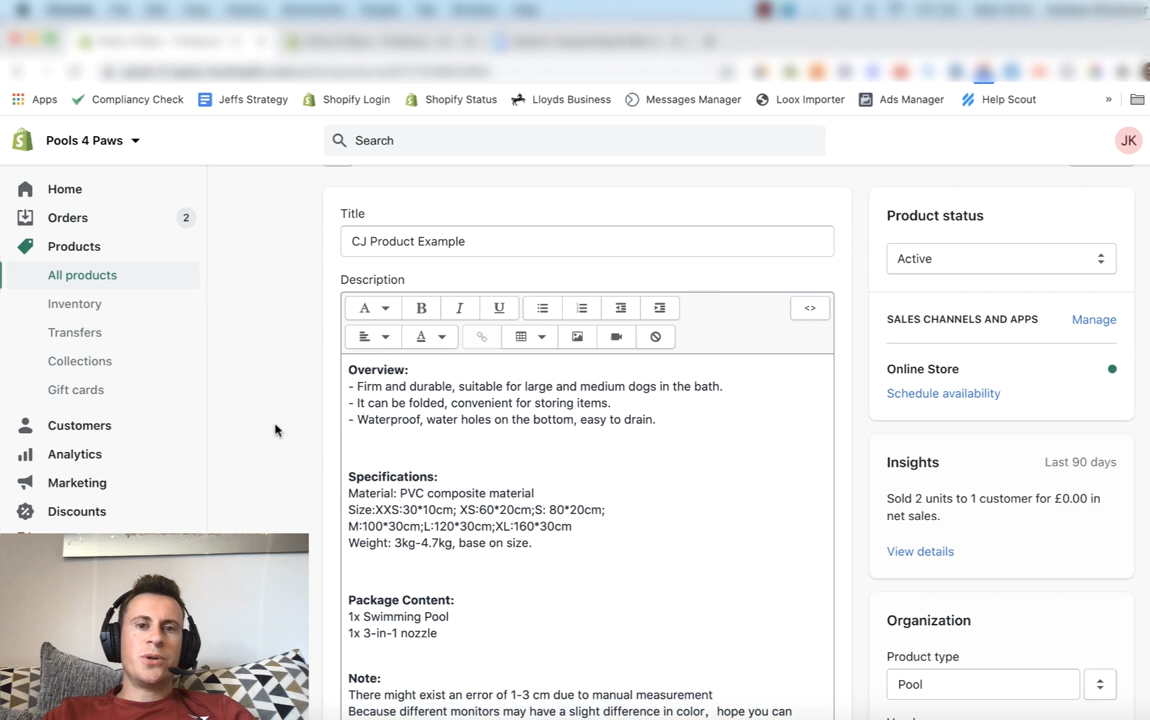 Apps
Compliancy Check
Jeffs Strategy
Shopify Login
Shopify Status
Lloyds Business
Messages Manager
Loox Importer
Ads Manager
Help Scout
»
Pools 4 Paws
Search
JK
Home
Orders
2
Products
All products
Inventory
Transfers
Collections
Gift cards
Customers
Analytics
Marketing
Discounts
Title
CJ Product Example
Description
A
B
I
U
<>
A
Overview:
- Firm and durable, suitable for large and medium dogs in the bath.
- It can be folded, convenient for storing items.
- Waterproof, water holes on the bottom, easy to drain.
Specifications:
Material: PVC composite material
Size:XXS:30*10cm; XS:60*20cm;S: 80*20cm;
M:100*30cm;L:120*30cm;XL:160*30cm
Weight: 3kg-4.7kg, base on size.
Package Content:
1x Swimming Pool
1x 3-in-1 nozzle
Note:
There might exist an error of 1-3 cm due to manual measurement
Because different monitors may have a slight difference in color，hope you can
Product status
Active
SALES CHANNELS AND APPS
Manage
Online Store
Schedule availability
Insights
Last 90 days
Sold 2 units to 1 customer for £0.00 in
net sales.
View details
Organization
Product type
Pool